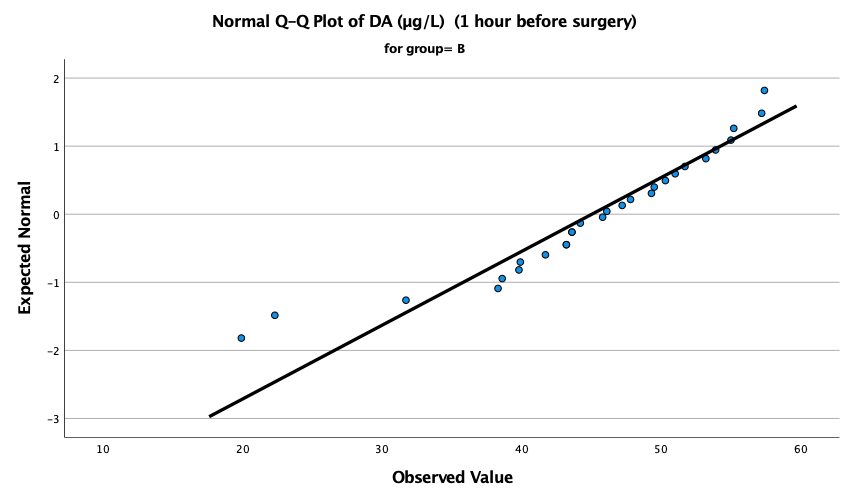 Normal Q-Q Plot of DA (μg/L) (1 hour before surgery)
for group= B
2
1
0
-1
-2
-3
Expected Normal
10 20 30 40 50 60
Observed Value